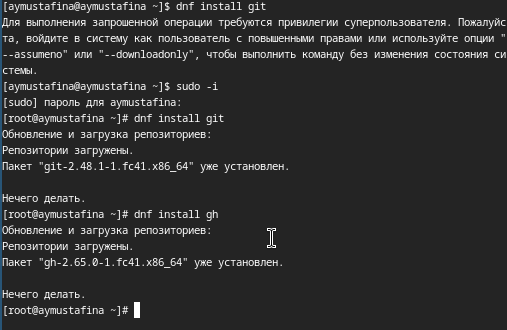 [aymustafina@aymustafina ~]$ dnf install git
Для выполнения запрошенной операции требуются привилегии суперпользователя. Пожалуйс
та, войдите в систему как пользователь с повышенными правами или используйте опции "
--assumeno" или "--downloadonly", чтобы выполнить команду без изменения состояния си
стемы.
[aymustafina@aymustafina ~]$ sudo -i
[sudo] пароль для aymustafina:
[root@aymustafina ~]# dnf install git
Обновление и загрузка репозиториев:
Репозитории загружены.
Пакет "git-2.48.1-1.fc41.x86_64" уже установлен.

Нечего делать.
[root@aymustafina ~]# dnf install gh
Обновление и загрузка репозиториев:
Репозитории загружены.
Пакет "gh-2.65.0-1.fc41.x86_64" уже установлен.

Нечего делать.
[root@aymustafina ~]#